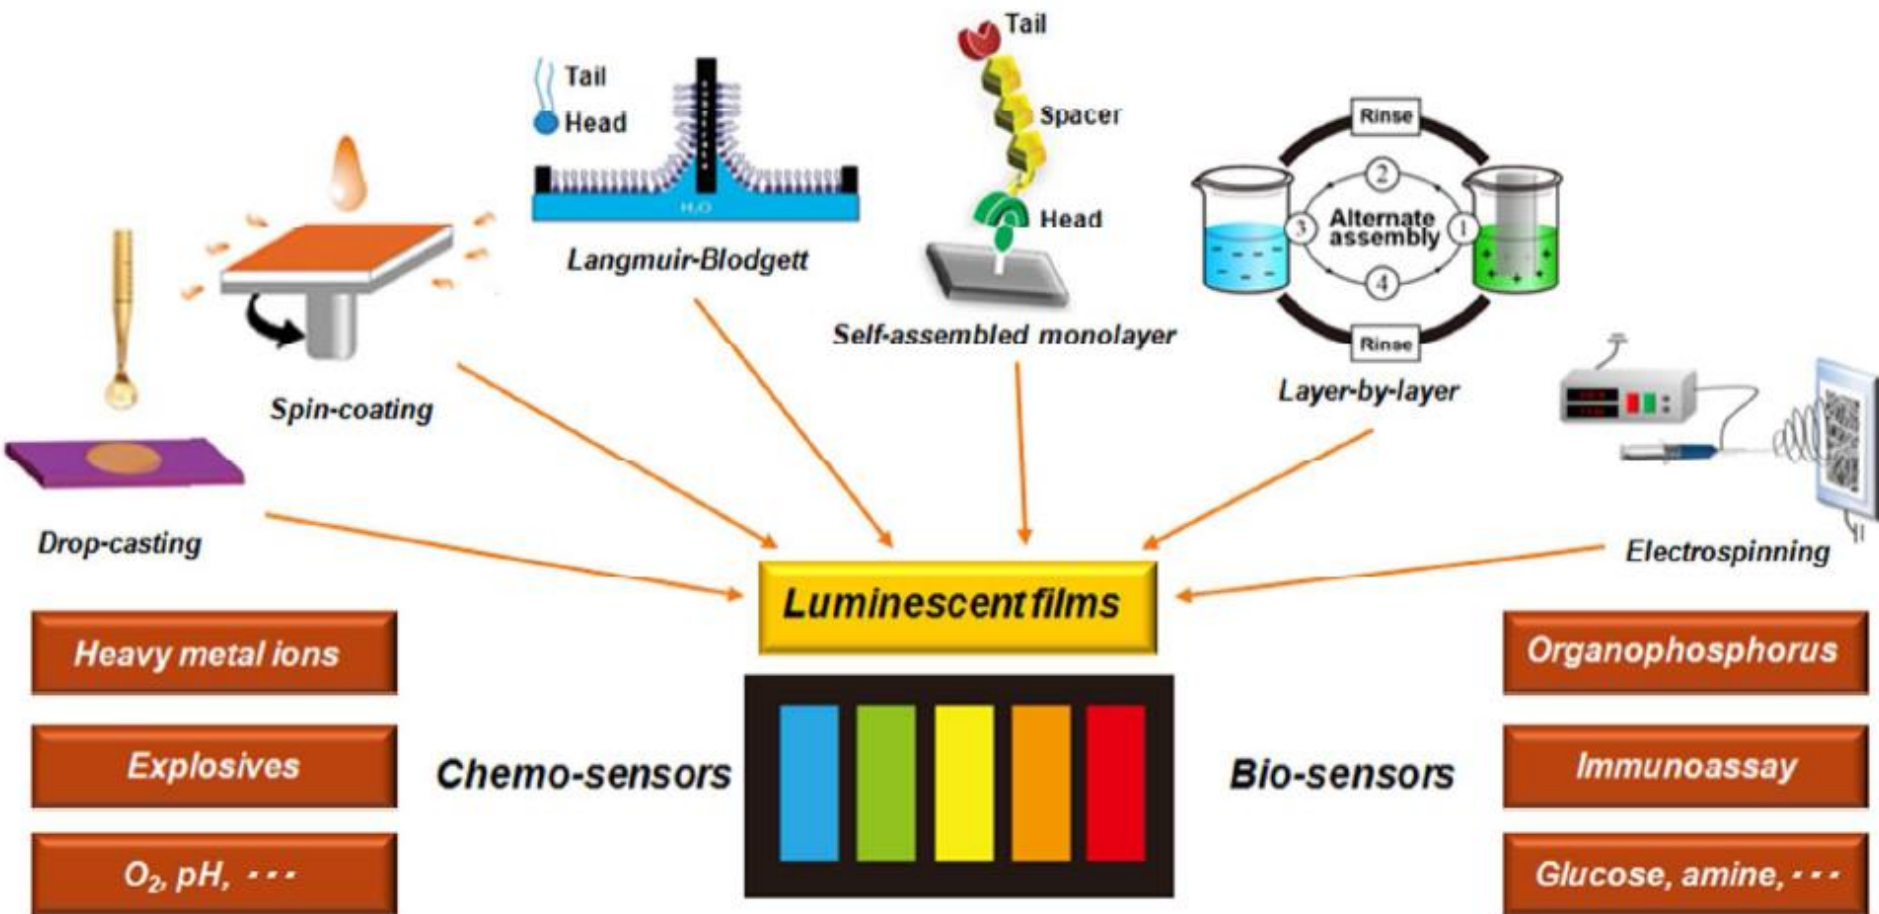 Tail
Head
H₂O
Langmuir-Blodgett
Tail
Spacer
Head
Self-assembled monolayer
Rinse
2
3
Alternate
assembly
1
4
Rinse
Layer-by-layer
Spin-coating
Drop-casting
Electrospinning
Luminescent films
Heavy metal ions
Explosives
O₂, pH, ···
Chemo-sensors
Bio-sensors
Organophosphorus
Immunoassay
Glucose, amine, ···